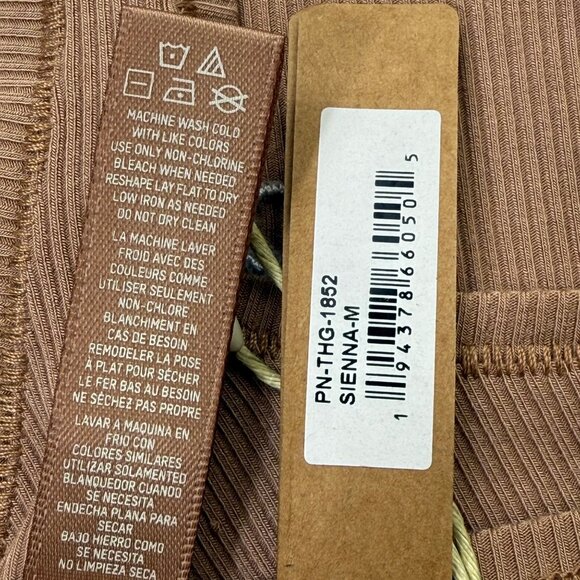 MACHINE WASH COLD
WITH LIKE COLORS
USE ONLY NON-CHLORINE
BLEACH WHEN NEEDED
RESHAPE LAY FLAT TO DRY
LOW IRON AS NEEDED
DO NOT DRY CLEAN
LA MACHINE LAVER
FROID AVEC DES
COULEURS COMME
UTILISER SEULEMENT
NON-CHLORE
BLANCHIMENT EN
CAS DE BESOIN
REMODELER LA POSE
À PLAT POUR SÉCHER
LE FER BAS AU BESOIN
NE SÉCHEZ PAS PROPRE
LAVAR A MAQUINA EN
FRIO CON
COLORES SIMILARES
UTILIZAR SOLAMENTED
BLANQUEADOR CUANDO
SE NECESITA
ENDECHA PLANA PARA
SECAR
BAJO HIERRO COMO
SE NECESITA
NO LIMPIEZA SECA
PN-THG-1852
SIENNA-M
1 94378 66050 5